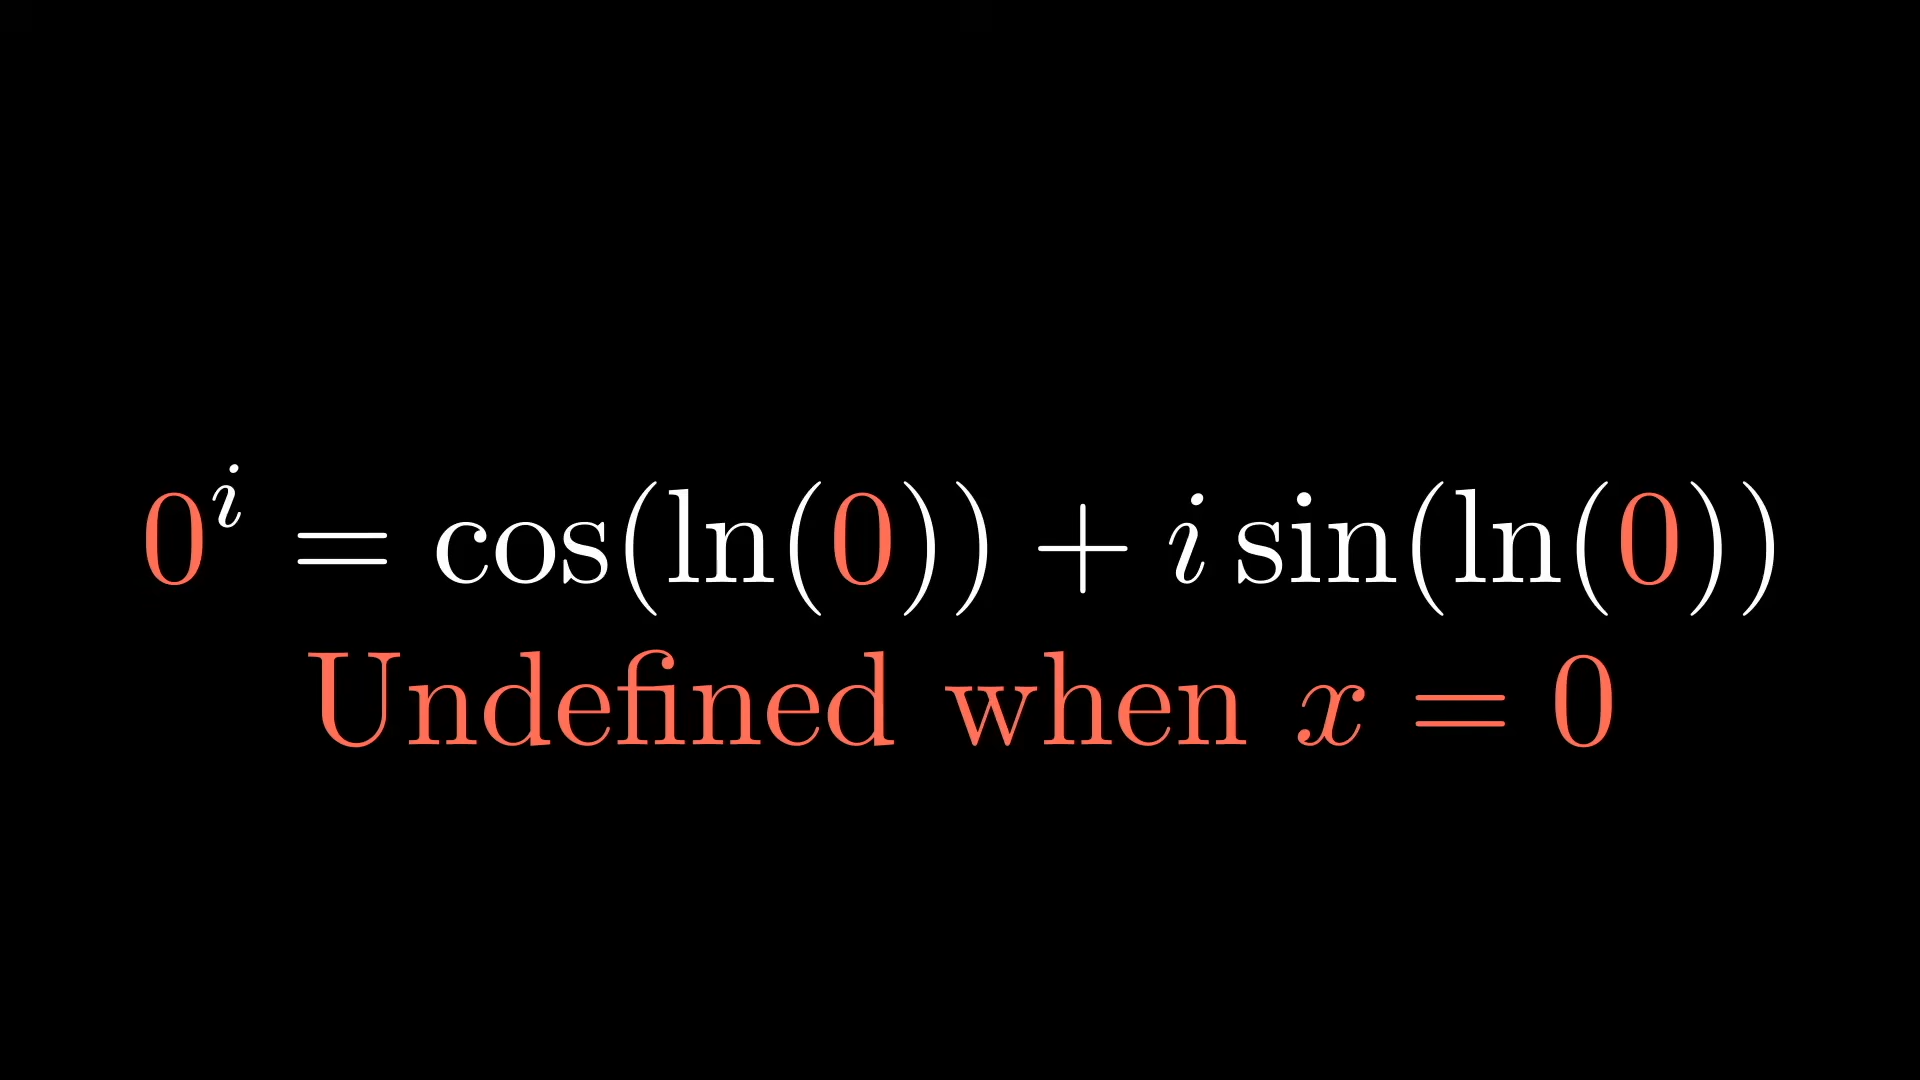 0^i = cos(ln(0)) + i sin(ln(0))
Undefined when x = 0